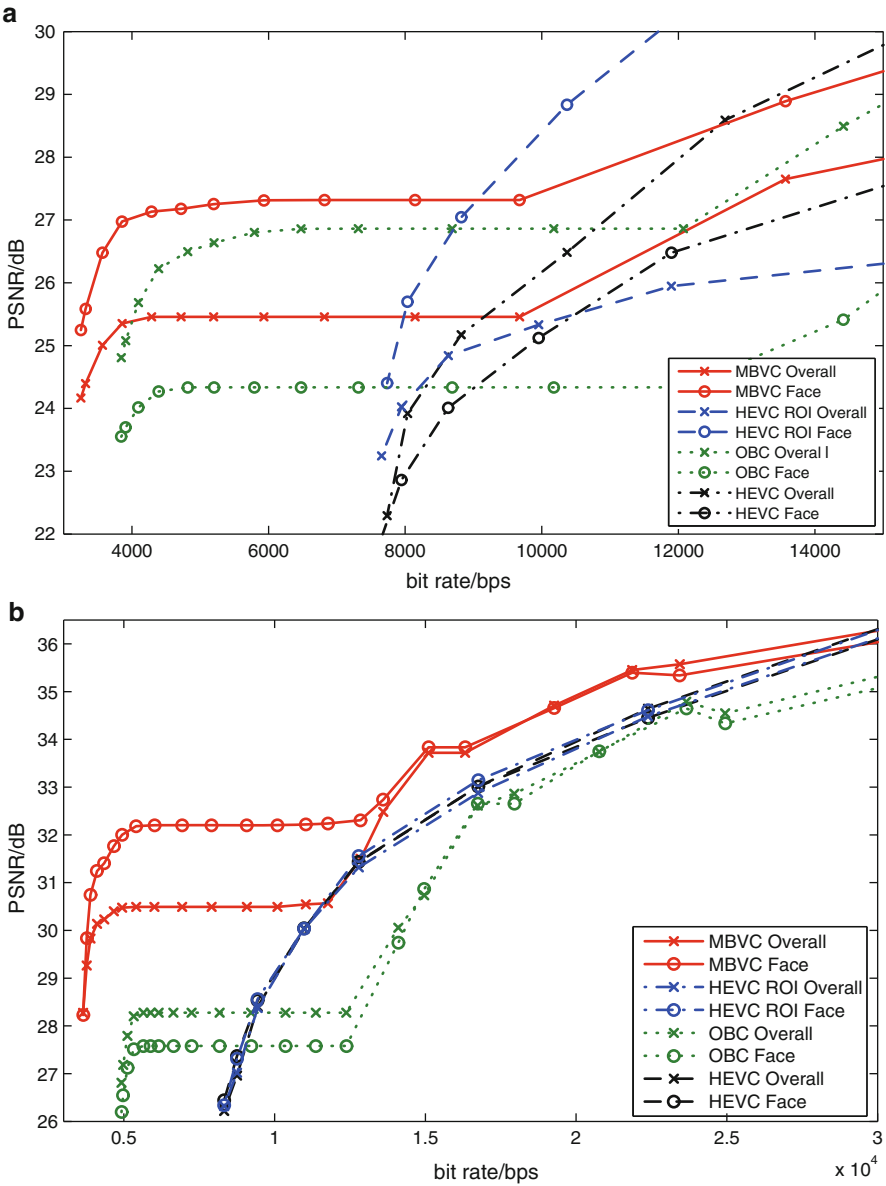 a
30
29
28
27
26
25
24
23
22
PSNR/dB
MBVC Overall
MBVC Face
HEVC ROI Overall
HEVC ROI Face
OBC Overal l
OBC Face
HEVC Overall
HEVC Face
4000 6000 8000 10000 12000 14000
bit rate/bps
b
36
35
34
33
32
31
30
29
28
27
26
PSNR/dB
MBVC Overall
MBVC Face
HEVC ROI Overall
HEVC ROI Face
OBC Overall
OBC Face
HEVC Overall
HEVC Face
0.5 1 1.5 2 2.5 3
x 10^4
bit rate/bps